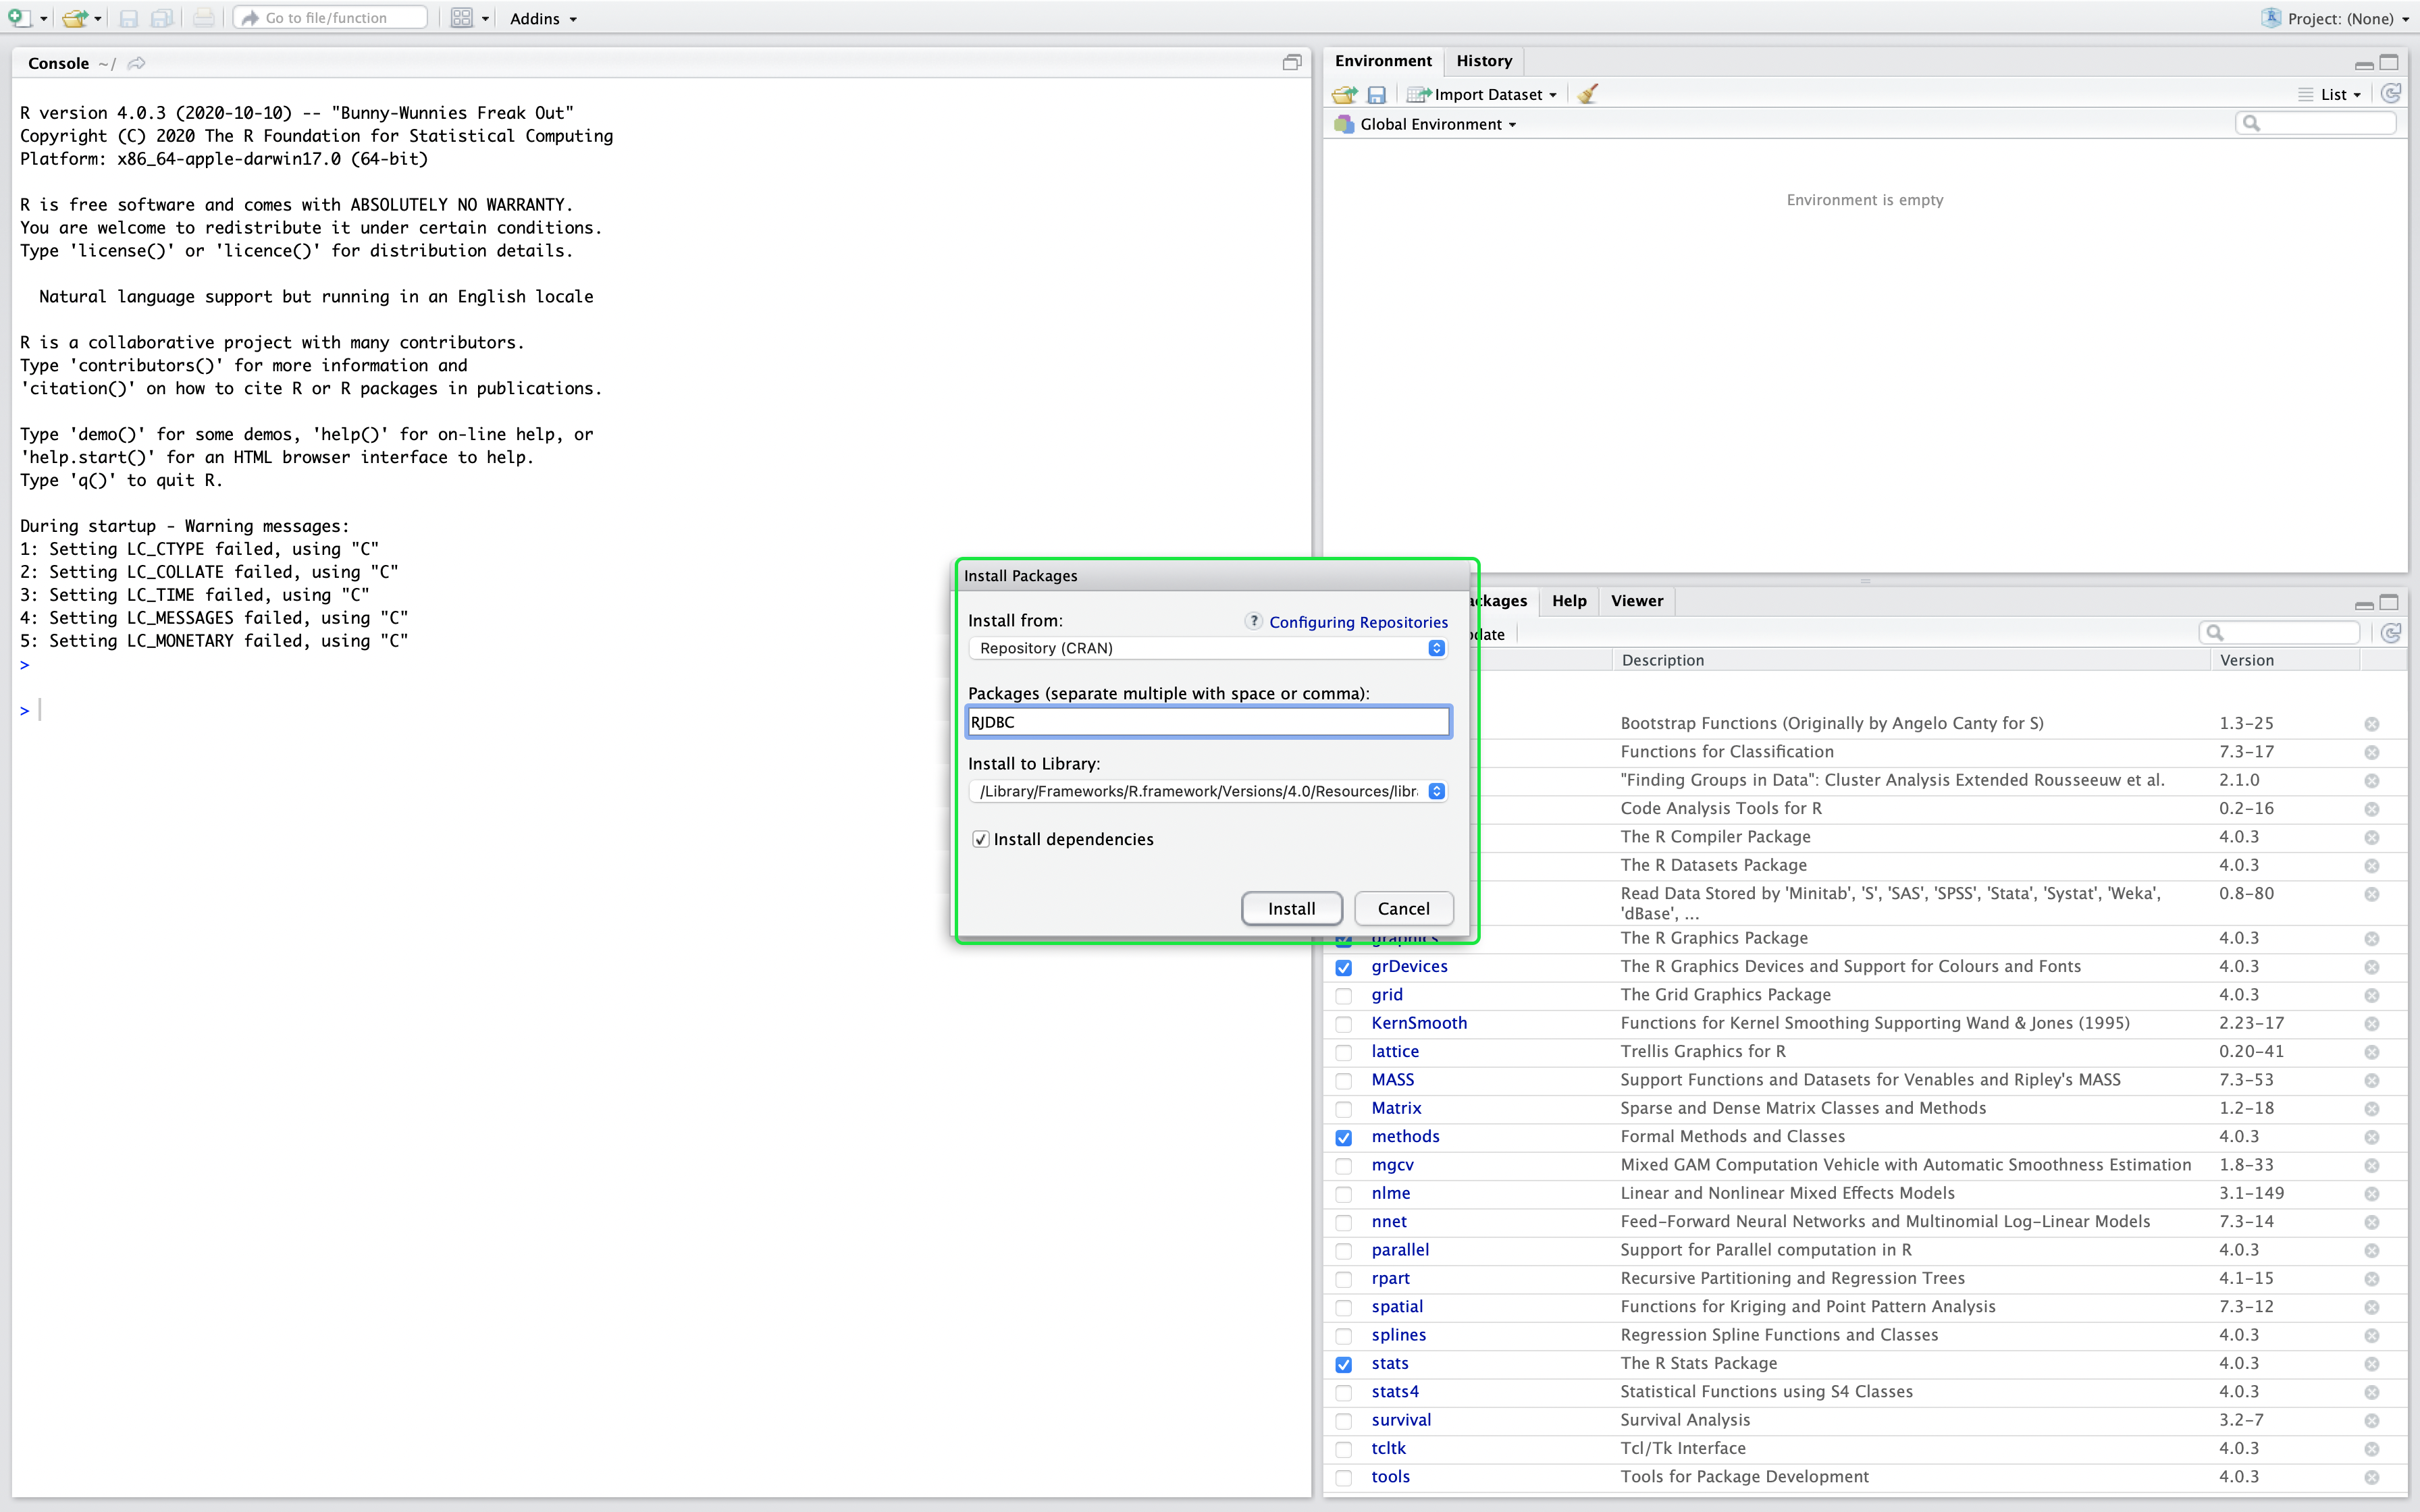 Go to file/function
Addins
Project: (None)
Console ~/
R version 4.0.3 (2020-10-10) -- "Bunny-Wunnies Freak Out"
Copyright (C) 2020 The R Foundation for Statistical Computing
Platform: x86_64-apple-darwin17.0 (64-bit)
R is free software and comes with ABSOLUTELY NO WARRANTY.
You are welcome to redistribute it under certain conditions.
Type 'license()' or 'licence()' for distribution details.
Natural language support but running in an English locale
R is a collaborative project with many contributors.
Type 'contributors()' for more information and
'citation()' on how to cite R or R packages in publications.
Type 'demo()' for some demos, 'help()' for on-line help, or
'help.start()' for an HTML browser interface to help.
Type 'q()' to quit R.
During startup - Warning messages:
1: Setting LC_CTYPE failed, using "C"
2: Setting LC_COLLATE failed, using "C"
3: Setting LC_TIME failed, using "C"
4: Setting LC_MESSAGES failed, using "C"
5: Setting LC_MONETARY failed, using "C"
>
>
Environment History
Import Dataset List
Global Environment
Environment is empty
Install Packages
Install from: ? Configuring Repositories
Repository (CRAN)
Packages (separate multiple with space or comma):
RJDBC
Install to Library:
/Library/Frameworks/R.framework/Versions/4.0/Resources/libr
Install dependencies
Install Cancel
ckages Help Viewer
date
Description Version
Bootstrap Functions (Originally by Angelo Canty for S) 1.3-25
Functions for Classification 7.3-17
"Finding Groups in Data": Cluster Analysis Extended Rousseeuw et al. 2.1.0
Code Analysis Tools for R 0.2-16
The R Compiler Package 4.0.3
The R Datasets Package 4.0.3
Read Data Stored by 'Minitab', 'S', 'SAS', 'SPSS', 'Stata', 'Systat', 'Weka', 0.8-80
'dBase', ...
graphics The R Graphics Package 4.0.3
grDevices The R Graphics Devices and Support for Colours and Fonts 4.0.3
grid The Grid Graphics Package 4.0.3
KernSmooth Functions for Kernel Smoothing Supporting Wand & Jones (1995) 2.23-17
lattice Trellis Graphics for R 0.20-41
MASS Support Functions and Datasets for Venables and Ripley's MASS 7.3-53
Matrix Sparse and Dense Matrix Classes and Methods 1.2-18
methods Formal Methods and Classes 4.0.3
mgcv Mixed GAM Computation Vehicle with Automatic Smoothness Estimation 1.8-33
nlme Linear and Nonlinear Mixed Effects Models 3.1-149
nnet Feed-Forward Neural Networks and Multinomial Log-Linear Models 7.3-14
parallel Support for Parallel computation in R 4.0.3
rpart Recursive Partitioning and Regression Trees 4.1-15
spatial Functions for Kriging and Point Pattern Analysis 7.3-12
splines Regression Spline Functions and Classes 4.0.3
stats The R Stats Package 4.0.3
stats4 Statistical Functions using S4 Classes 4.0.3
survival Survival Analysis 3.2-7
tcltk Tcl/Tk Interface 4.0.3
tools Tools for Package Development 4.0.3